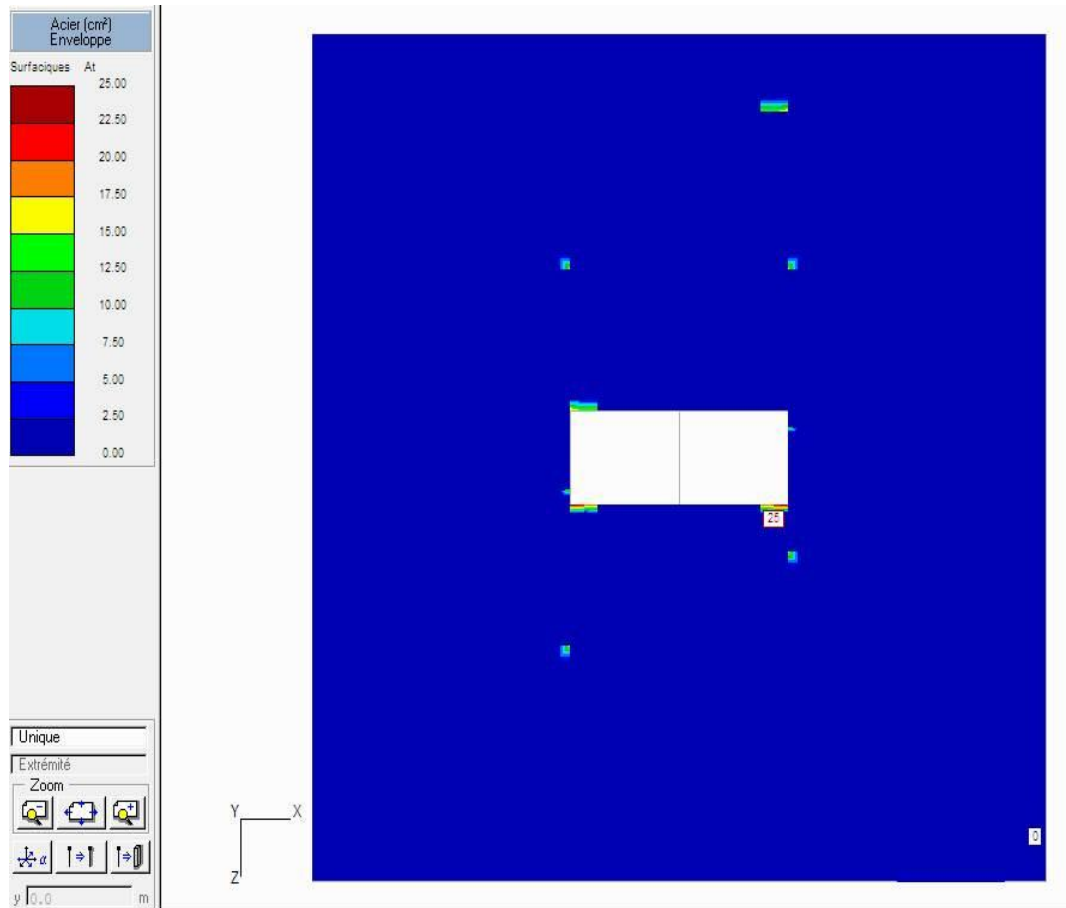 Acier (cm²)
Enveloppe
Surfaciques At
25.00
22.50
20.00
17.50
15.00
12.50
10.00
7.50
5.00
2.50
0.00
25
Unique
Extrémité
Zoom
Y X
0
α
Z
y 0.0 m